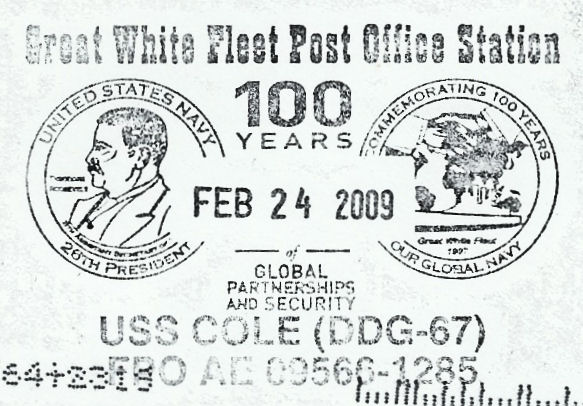 Great White Fleet Post Office Station
UNITED STATES NAVY
THEODORE
ROOSEVELT
26TH PRESIDENT
100
YEARS
FEB 24 2009
of
GLOBAL
PARTNERSHIPS
AND SECURITY
COMMEMORATING 100 YEARS
Great White Fleet
1907
OUR GLOBAL NAVY
USS COLE (DDG-67)
FPO AE 09566-1285